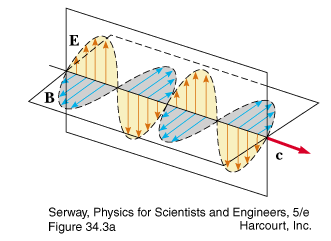 E
B
c
Serway, Physics for Scientists and Engineers, 5/e
Figure 34.3a Harcourt, Inc.